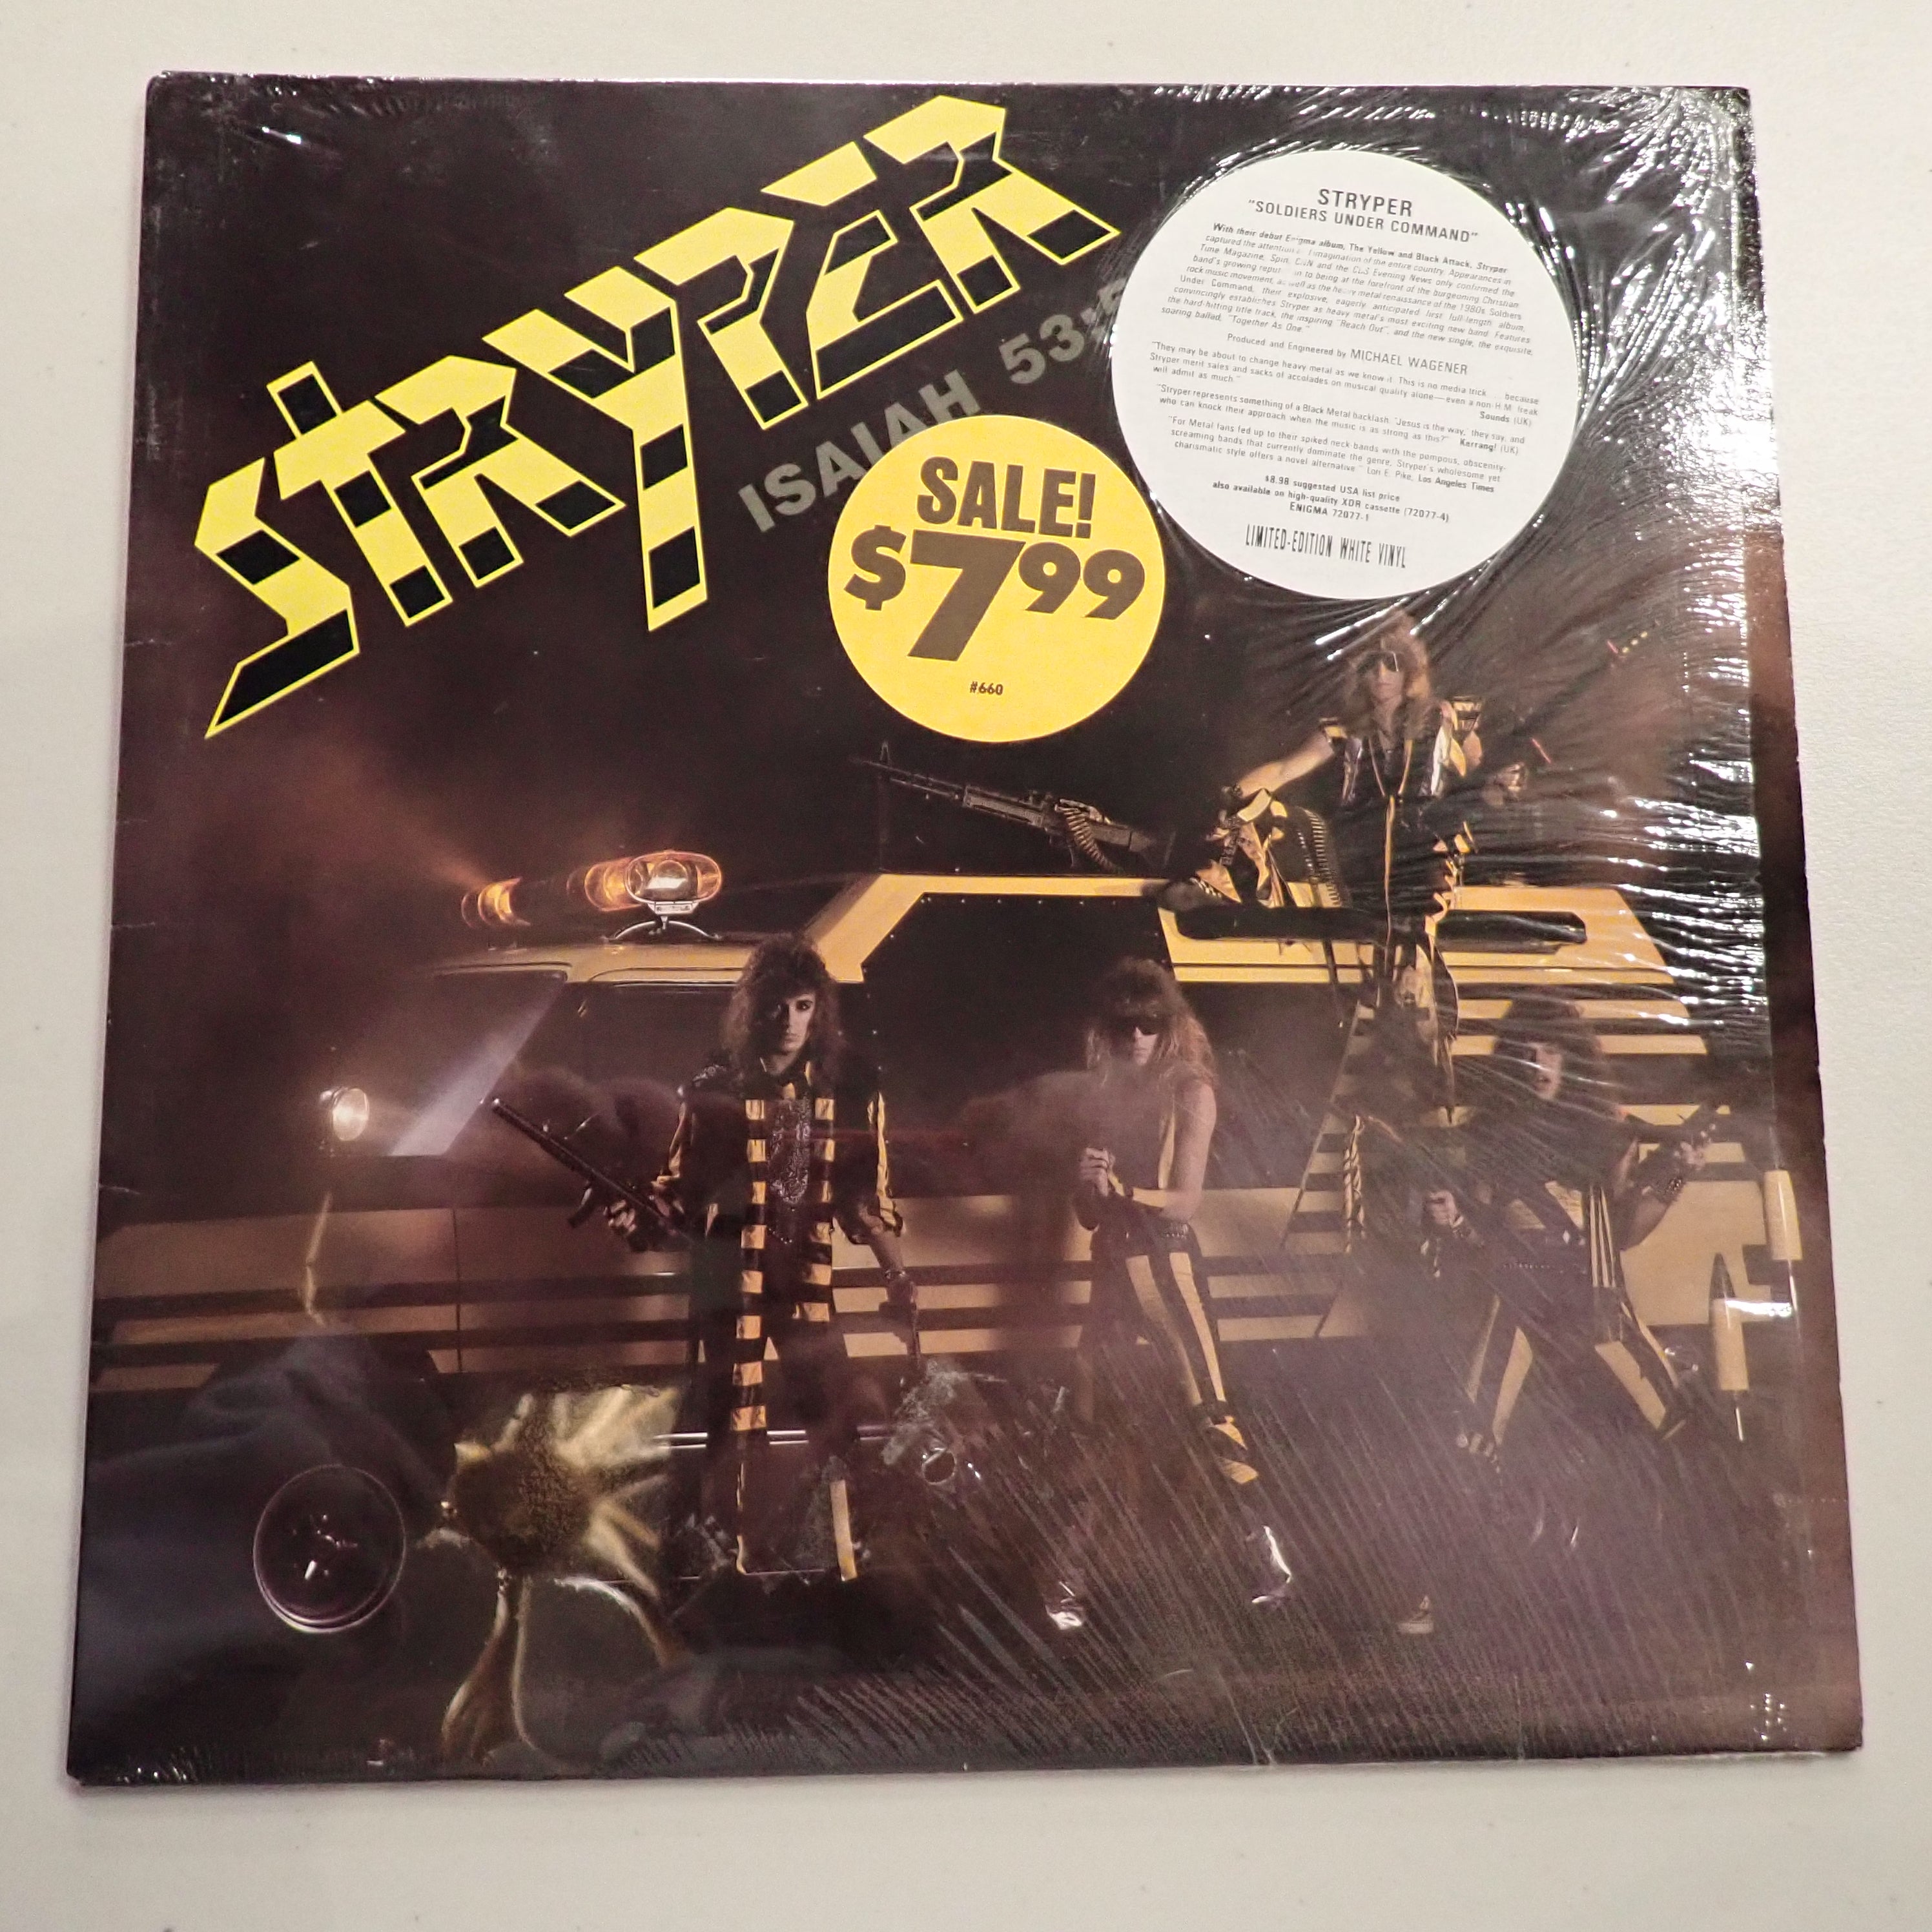 STRYPER
ISAIAH 53:5
STRYPER
"SOLDIERS UNDER COMMAND"
With their debut Enigma album, The Yellow and Black Attack, Stryper
captured the attention imagination of the entire country. Appearances in
Time Magazine, Spin, CNN and the CBS Evening News only confirmed the
band's growing being at the forefront of the burgeoning Christian
rock music movement, as well as the heavy metal renaissance of the 1980s. Soldiers
Under Command, their explosive, eagerly anticipated first full-length album,
convincingly establishes Stryper as heavy metal's most exciting new band. Features
the hard-hitting title track, the inspiring "Reach Out", and the new single, the exquisite,
soaring ballad, "Together As One."
Produced and Engineered by MICHAEL WAGENER
"They may be about to change heavy metal as we know it. This is no media trick... because
Stryper merit sales and sacks of accolades on musical quality alone—even a non-H.M. freak
will admit as much." Sounds (UK)
"Stryper represents something of a Black Metal backlash, 'Jesus is the way,' they say, and
who can knock their approach when the music is as strong as this?" Kerrang! (UK)
"For Metal fans fed up to their spiked neck bands with the pompous, obscenity-
screaming bands that currently dominate the genre, Stryper's wholesome yet
charismatic style offers a novel alternative." Lon E. Pike, Los Angeles Times
$8.98 suggested USA list price
also available on high-quality XDR cassette (72077-4)
ENIGMA 72077-1
LIMITED-EDITION WHITE VINYL
SALE!
$7.99
#660